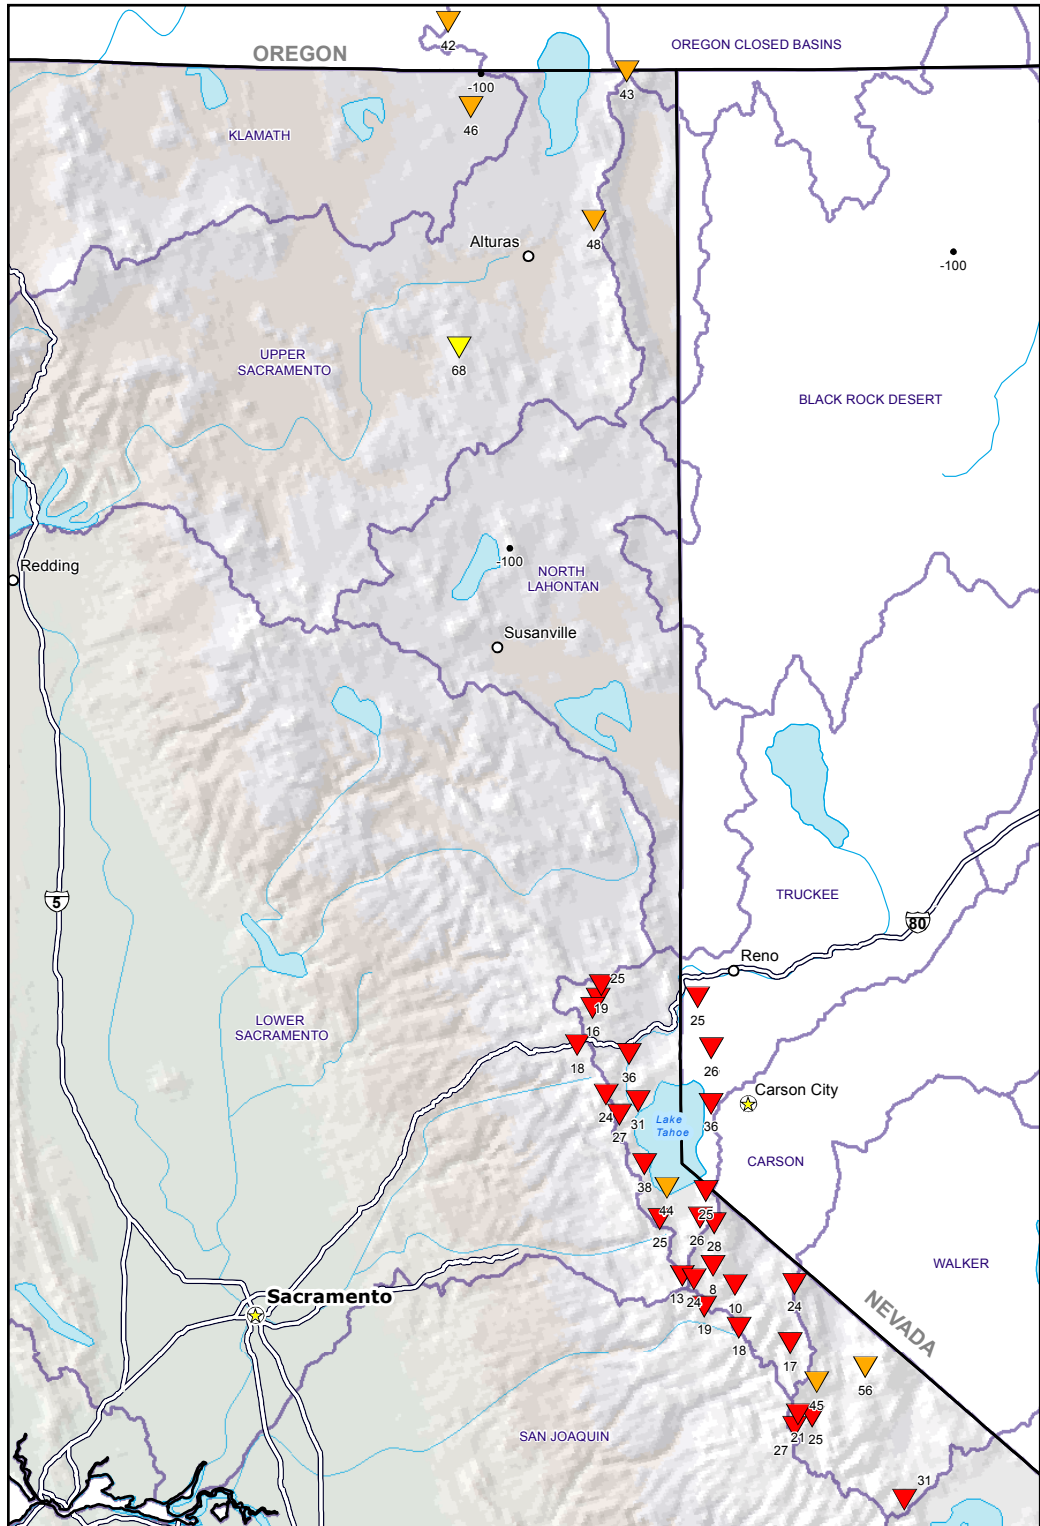 42
OREGON
OREGON CLOSED BASINS
-100
43
46
KLAMATH
Alturas
48
-100
UPPER
SACRAMENTO
68
BLACK ROCK DESERT
-100
Redding
NORTH
LAHONTAN
Susanville
5
TRUCKEE
80
Reno
25
19
16
25
LOWER
SACRAMENTO
18
36
26
Carson City
24
31
27
36
Lake
Tahoe
CARSON
38
44
25
25
26
28
WALKER
13
24
8
10
24
Sacramento
19
18
NEVADA
17
56
45
SAN JOAQUIN
27
21
25
31